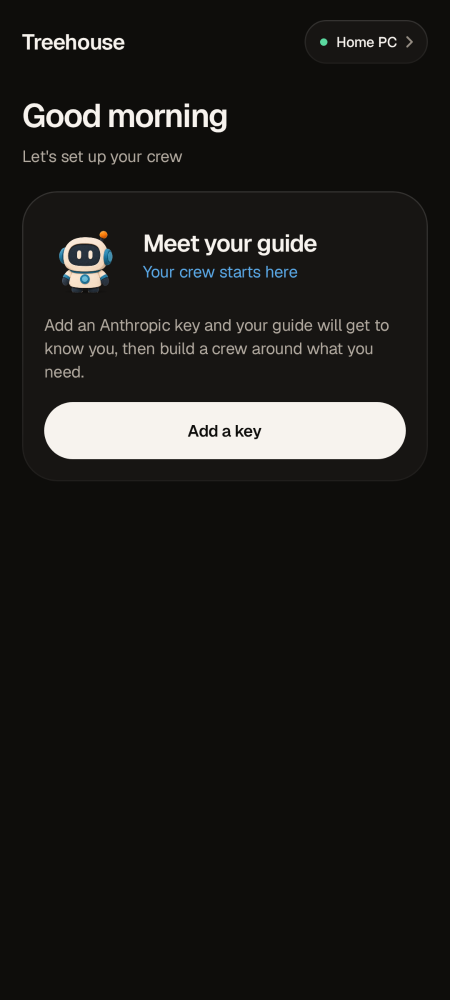 Treehouse
Home PC
Good morning
Let's set up your crew
Meet your guide
Your crew starts here
Add an Anthropic key and your guide will get to
know you, then build a crew around what you
need.
Add a key